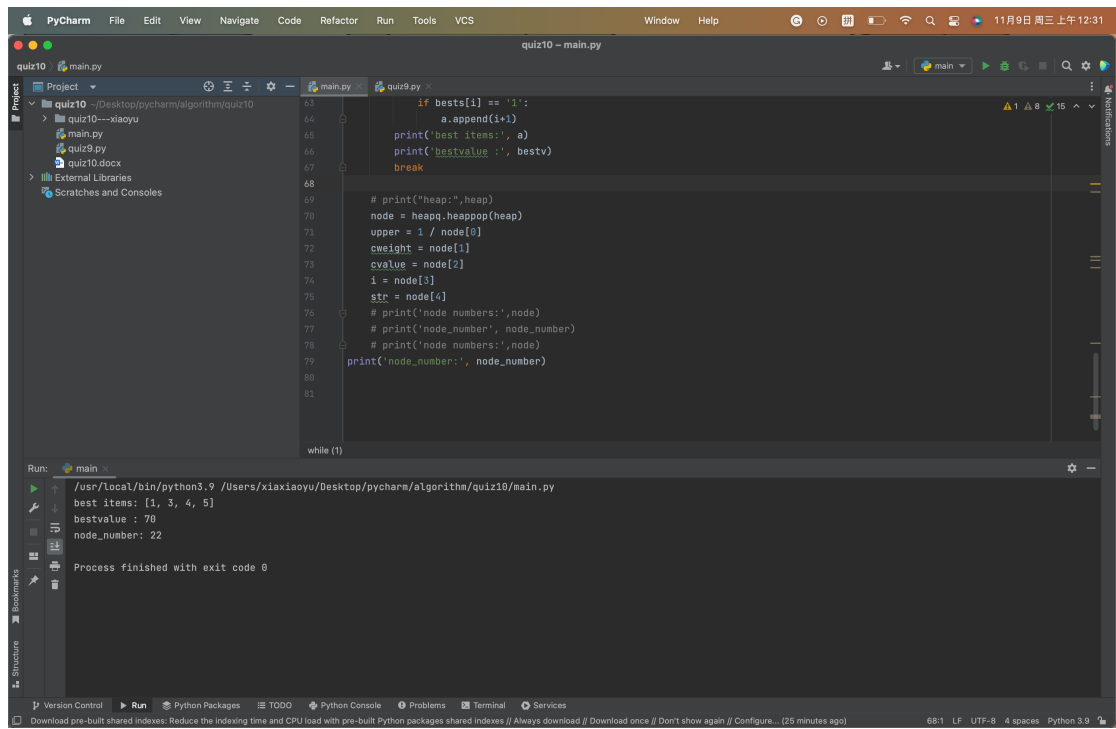 PyCharm File Edit View Navigate Code Refactor Run Tools VCS Window Help 拼 11月9日 周三 上午12:31
quiz10 – main.py
quiz10 main.py main
Project main.py quiz9.py
Project
Notifications
quiz10 ~/Desktop/pycharm/algorithm/quiz10
quiz10---xiaoyu
main.py
quiz9.py
quiz10.docx
External Libraries
Scratches and Consoles
1 8 15
63 if bests[i] == '1':
64 a.append(i+1)
65 print('best items:', a)
66 print('bestvalue :', bestv)
67 break
68
69 # print("heap:",heap)
70 node = heapq.heappop(heap)
71 upper = 1 / node[0]
72 cweight = node[1]
73 cvalue = node[2]
74 i = node[3]
75 str = node[4]
76 # print('node numbers:',node)
77 # print('node_number', node_number)
78 # print('node numbers:',node)
79 print('node_number:', node_number)
80
81
while (1)
Run: main
/usr/local/bin/python3.9 /Users/xiaxiaoyu/Desktop/pycharm/algorithm/quiz10/main.py
best items: [1, 3, 4, 5]
bestvalue : 70
node_number: 22
Process finished with exit code 0
Bookmarks
Structure
Version Control Run Python Packages TODO Python Console Problems Terminal Services
Download pre-built shared indexes: Reduce the indexing time and CPU load with pre-built Python packages shared indexes // Always download // Download once // Don't show again // Configure... (25 minutes ago) 68:1 LF UTF-8 4 spaces Python 3.9